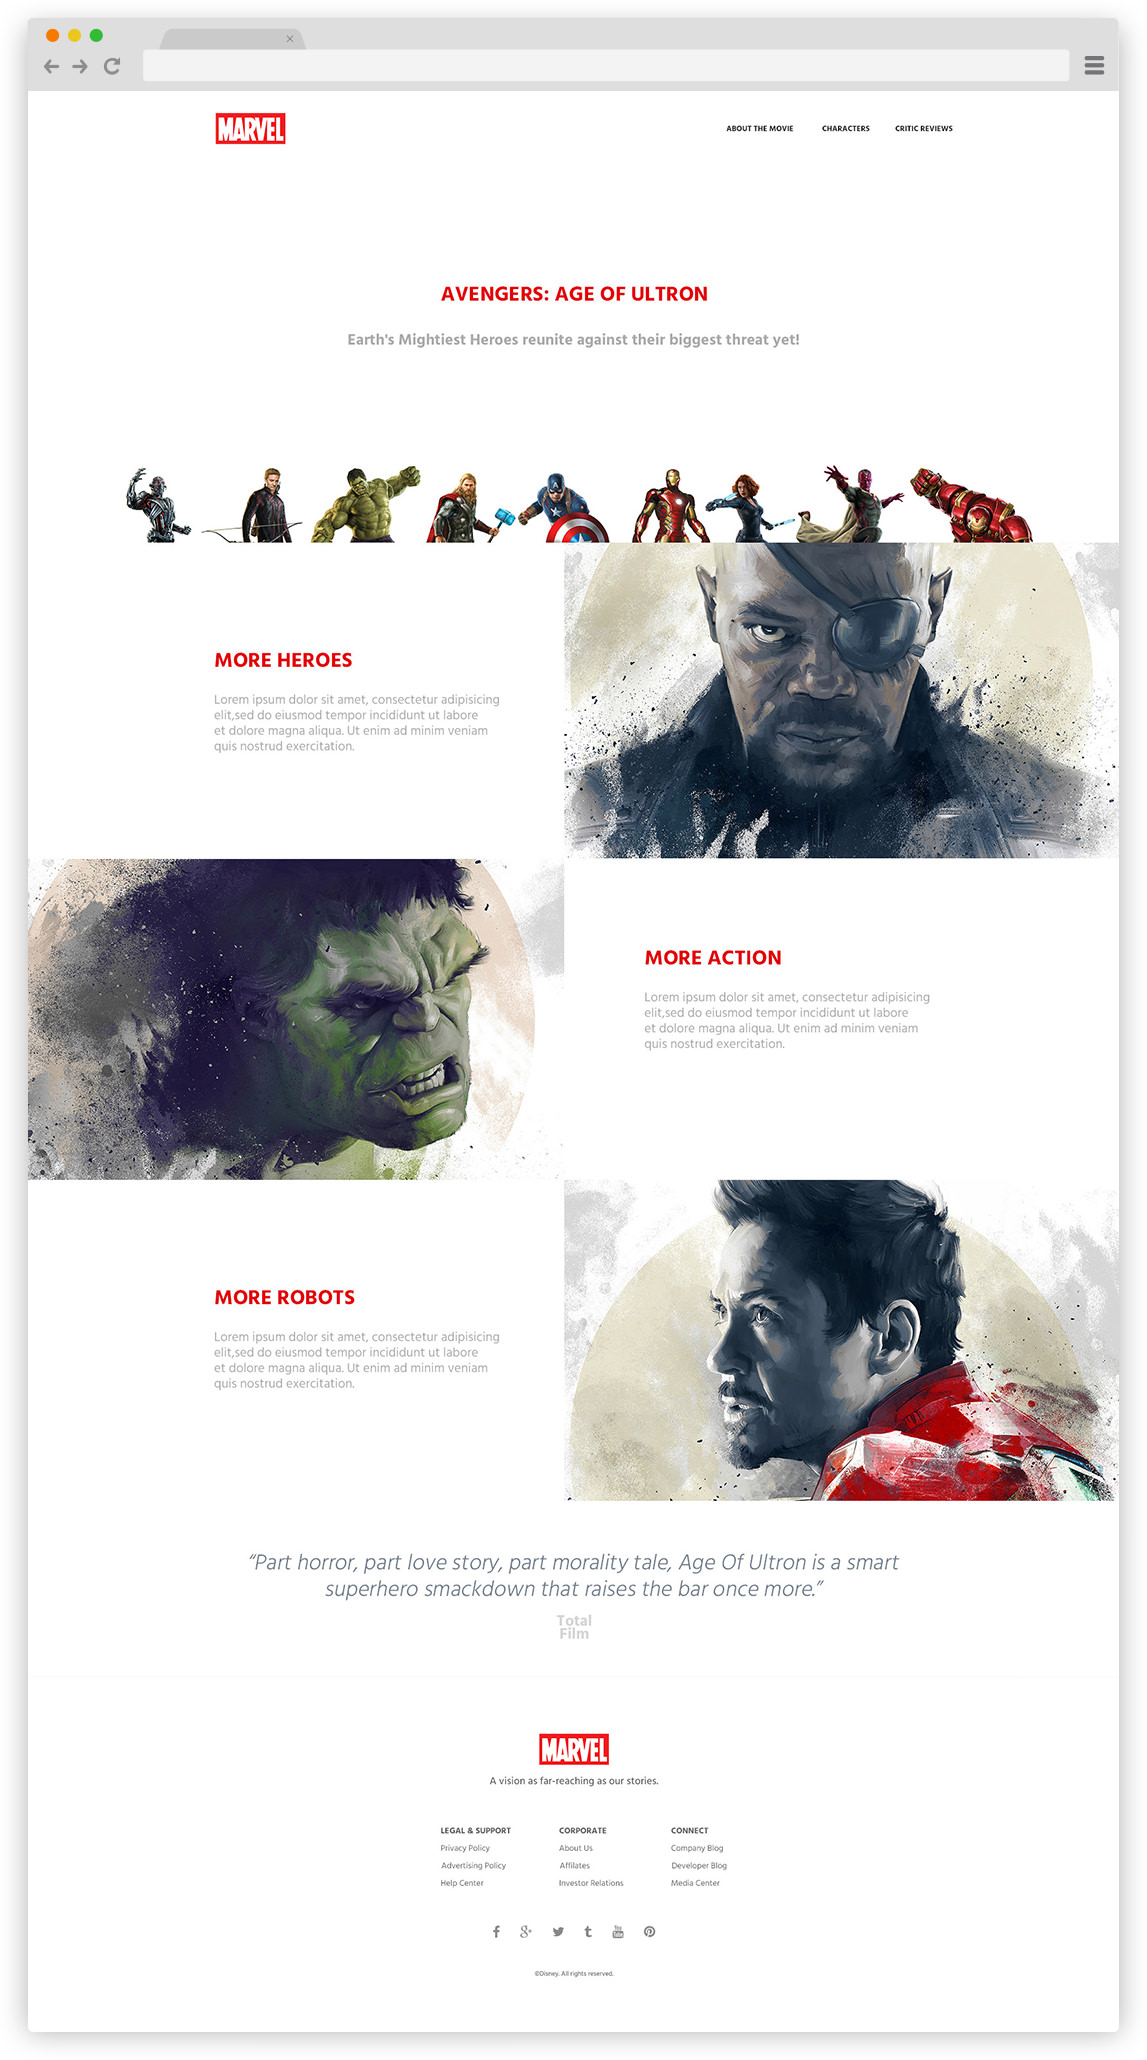 MARVEL
ABOUT THE MOVIE CHARACTERS CRITIC REVIEWS
AVENGERS: AGE OF ULTRON
Earth's Mightiest Heroes reunite against their biggest threat yet!
MORE HEROES
Lorem ipsum dolor sit amet, consectetur adipisicing
elit,sed do eiusmod tempor incididunt ut labore
et dolore magna aliqua. Ut enim ad minim veniam
quis nostrud exercitation.
MORE ACTION
Lorem ipsum dolor sit amet, consectetur adipisicing
elit,sed do eiusmod tempor incididunt ut labore
et dolore magna aliqua. Ut enim ad minim veniam
quis nostrud exercitation.
MORE ROBOTS
Lorem ipsum dolor sit amet, consectetur adipisicing
elit,sed do eiusmod tempor incididunt ut labore
et dolore magna aliqua. Ut enim ad minim veniam
quis nostrud exercitation.
“Part horror, part love story, part morality tale, Age Of Ultron is a smart
superhero smackdown that raises the bar once more.”
Total
Film
MARVEL
A vision as far-reaching as our stories.
LEGAL & SUPPORT CORPORATE CONNECT
Privacy Policy About Us Company Blog
Advertising Policy Affilates Developer Blog
Help Center Investor Relations Media Center
©Disney. All rights reserved.